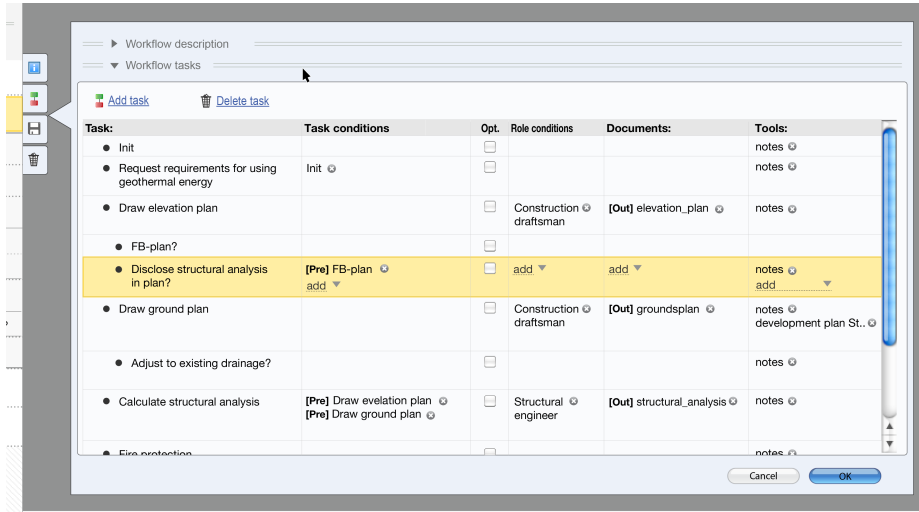 Workflow description
Workflow tasks
Add task Delete task
Task: Task conditions Opt. Role conditions Documents: Tools:
Init notes
Request requirements for using Init notes
geothermal energy
Draw elevation plan Construction [Out] elevation_plan notes
draftsman
FB-plan?
Disclose structural analysis [Pre] FB-plan add add notes
in plan? add add
Draw ground plan Construction [Out] groundsplan notes
draftsman development plan St..
Adjust to existing drainage? notes
Calculate structural analysis [Pre] Draw evelation plan Structural [Out] structural_analysis notes
[Pre] Draw ground plan engineer
Fire protection notes
Cancel OK